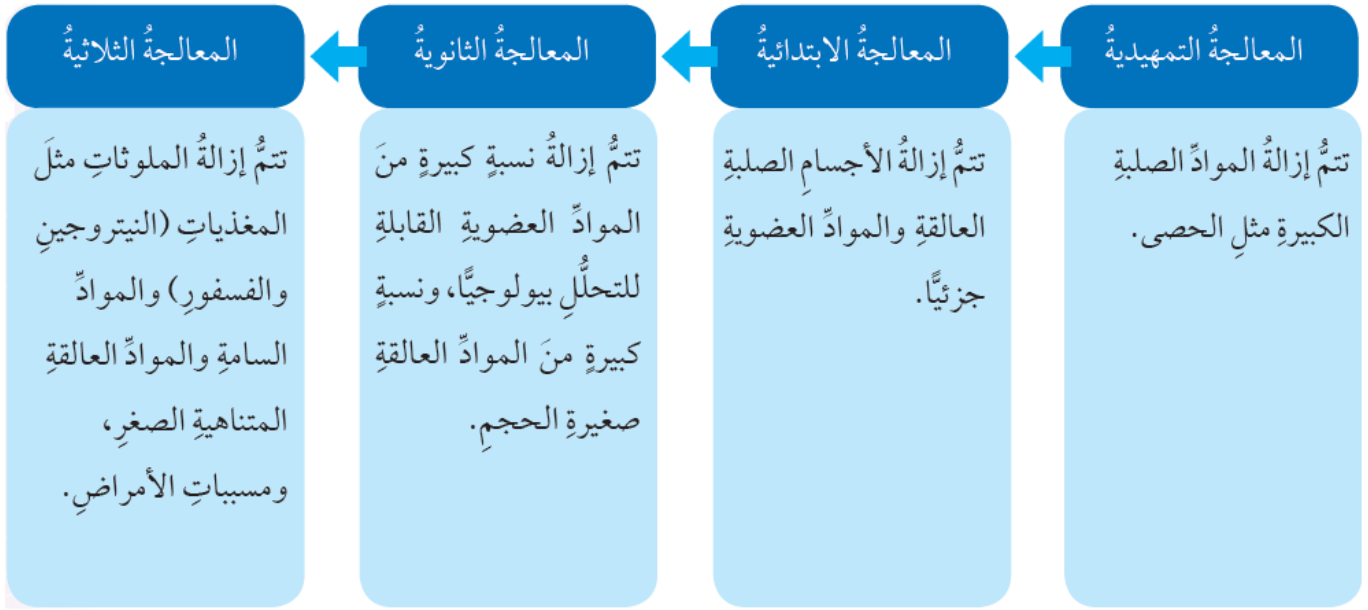 المعالجةُ التمهيديةُ
تتمُّ إزالةُ الموادِّ الصلبةِ
الكبيرةِ مثلِ الحصى.
المعالجةُ الابتدائيةُ
تتمُّ إزالةُ الأجسامِ الصلبةِ
العالقةِ والموادِّ العضويةِ
جزئيًّا.
المعالجةُ الثانويةُ
تتمُّ إزالةُ نسبةٍ كبيرةٍ منَ
الموادِّ العضويةِ القابلةِ
للتحلُّلِ بيولوجيًّا، ونسبةٍ
كبيرةٍ منَ الموادِّ العالقةِ
صغيرةِ الحجمِ.
المعالجةُ الثلاثيةُ
تتمُّ إزالةُ الملوثاتِ مثلَ
المغذياتِ (النيتروجينِ
والفسفورِ) والموادِّ
السامةِ والموادِّ العالقةِ
المتناهيةِ الصغرِ،
ومسبباتِ الأمراضِ.